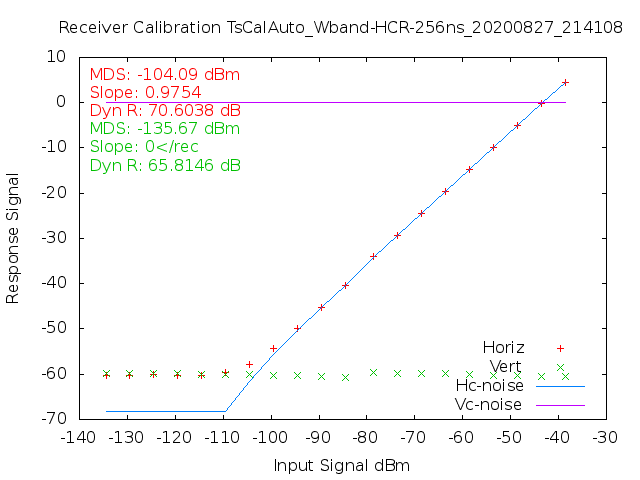 Receiver Calibration TsCalAuto_Wband-HCR-256ns_20200827_214108
MDS: -104.09 dBm
Slope: 0.9754
Dyn R: 70.6038 dB
MDS: -135.67 dBm
Slope: 0</rec
Dyn R: 65.8146 dB
10
0
-10
-20
-30
-40
-50
-60
-70
Response Signal
Horiz
Vert
Hc-noise
Vc-noise
-140 -130 -120 -110 -100 -90 -80 -70 -60 -50 -40 -30
Input Signal dBm